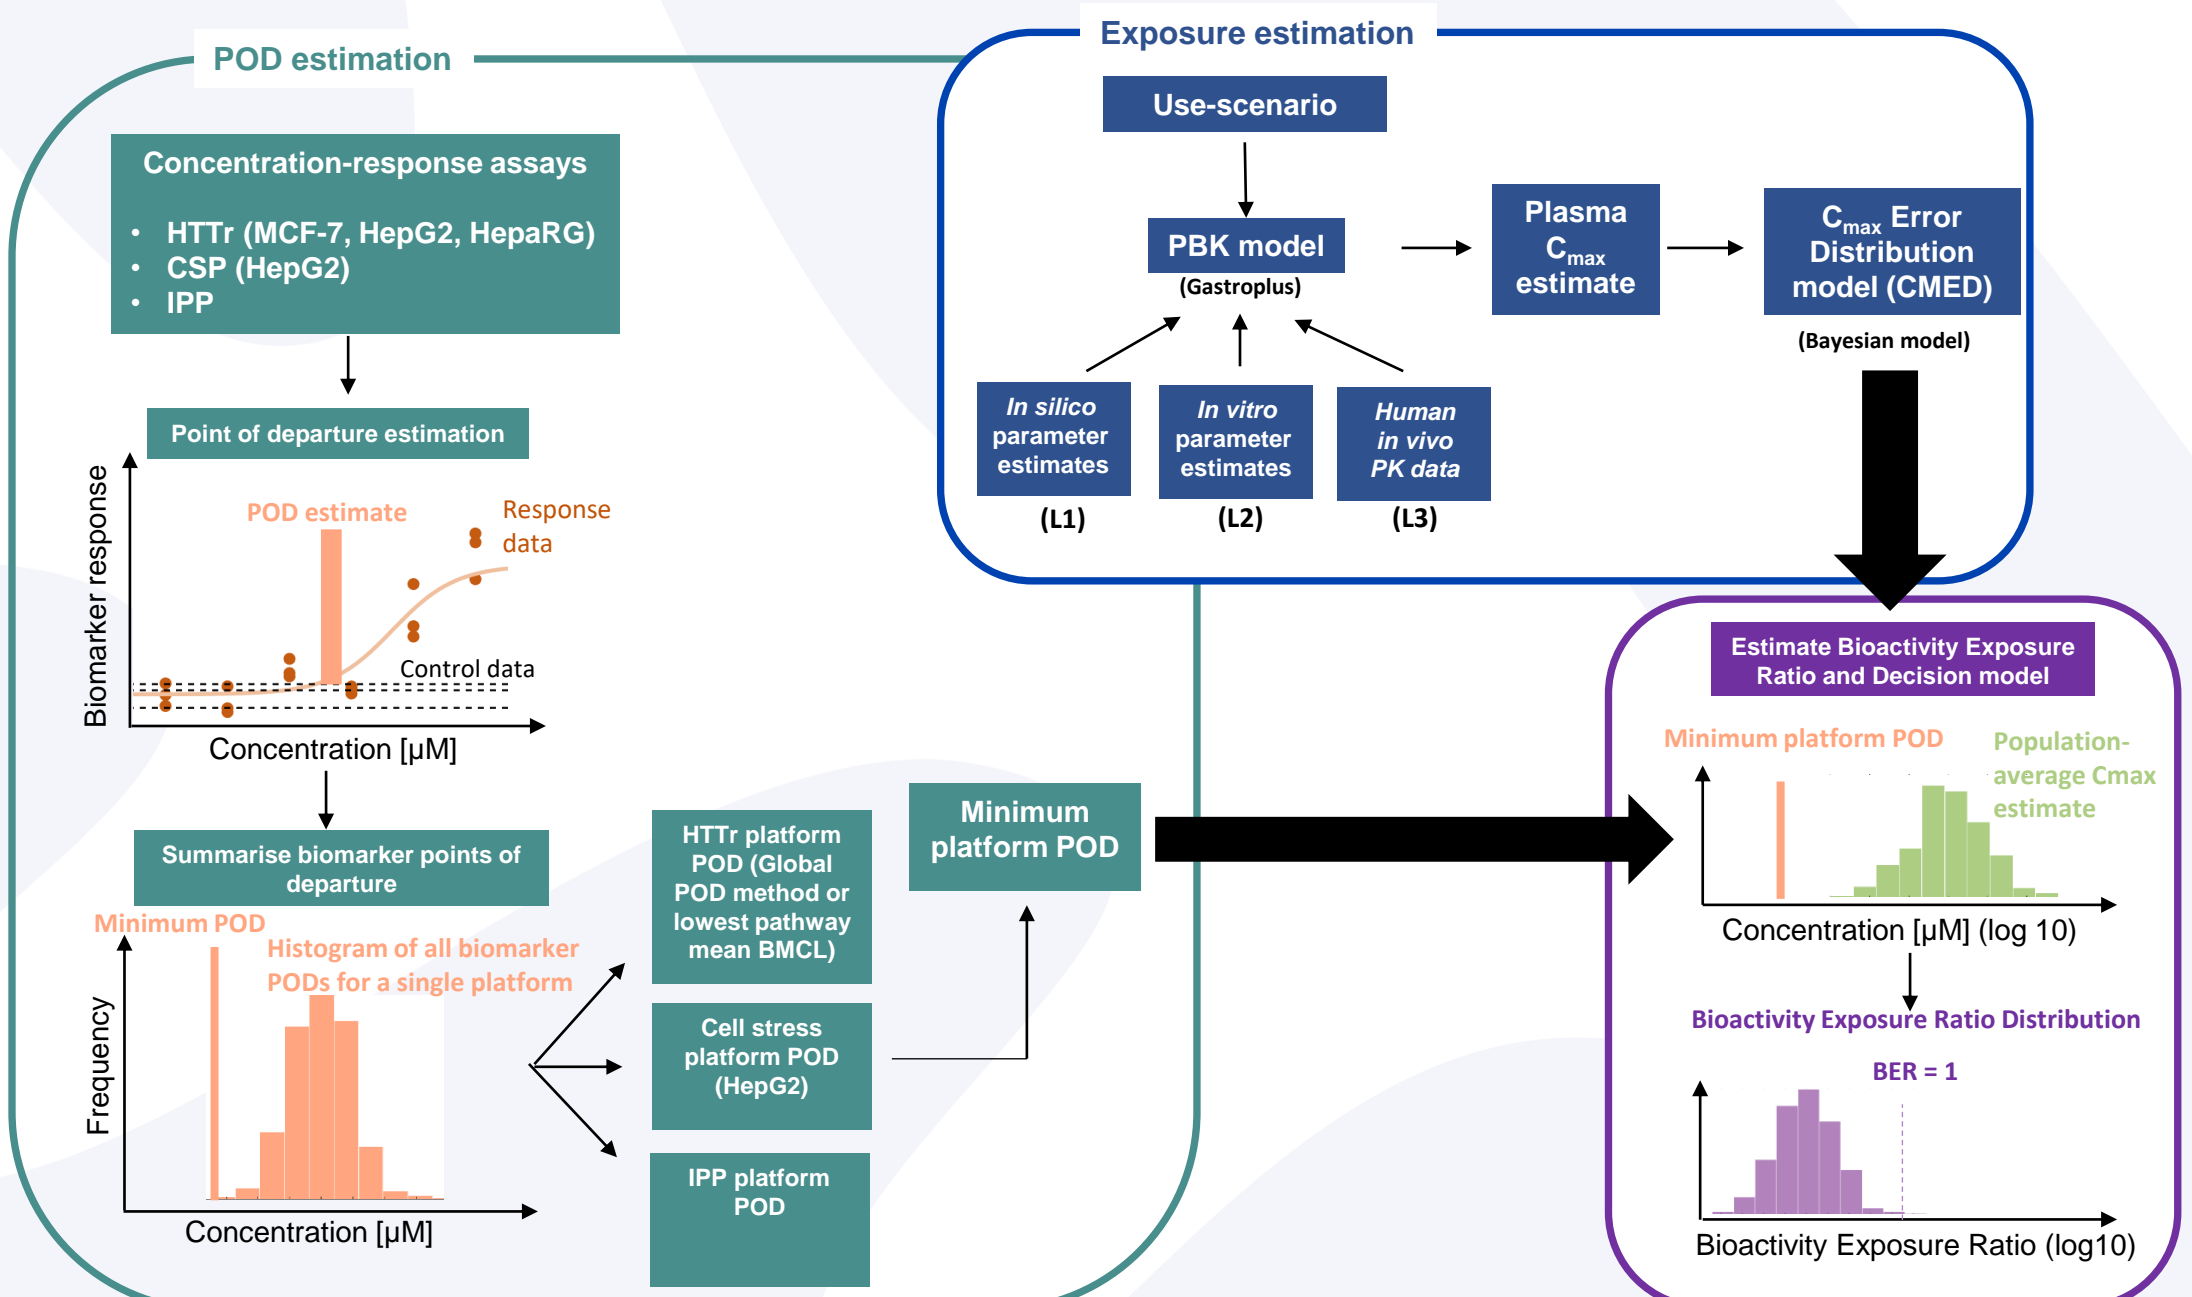 POD estimation
Concentration-response assays
• HTTr (MCF-7, HepG2, HepaRG)
• CSP (HepG2)
• IPP
Point of departure estimation
Biomarker response
POD estimate
Response
data
Control data
Concentration [µM]
Summarise biomarker points of
departure
Minimum POD
Histogram of all biomarker
PODs for a single platform
Frequency
Concentration [µM]
HTTr platform
POD (Global
POD method or
lowest pathway
mean BMCL)
Cell stress
platform POD
(HepG2)
IPP platform
POD
Minimum
platform POD
Exposure estimation
Use-scenario
PBK model
(Gastroplus)
In silico
parameter
estimates
(L1)
In vitro
parameter
estimates
(L2)
Human
in vivo
PK data
(L3)
Plasma
Cmax
estimate
Cmax Error
Distribution
model (CMED)
(Bayesian model)
Estimate Bioactivity Exposure
Ratio and Decision model
Minimum platform POD
Population-
average Cmax
estimate
Concentration [µM] (log 10)
Bioactivity Exposure Ratio Distribution
BER = 1
Bioactivity Exposure Ratio (log10)